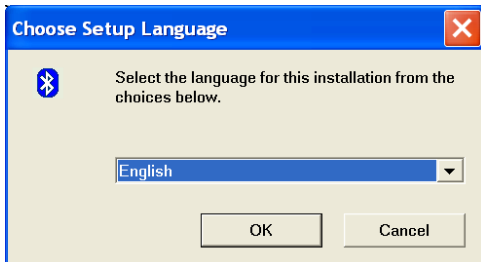 Choose Setup Language
Select the language for this installation from the
choices below.
English
OK
Cancel